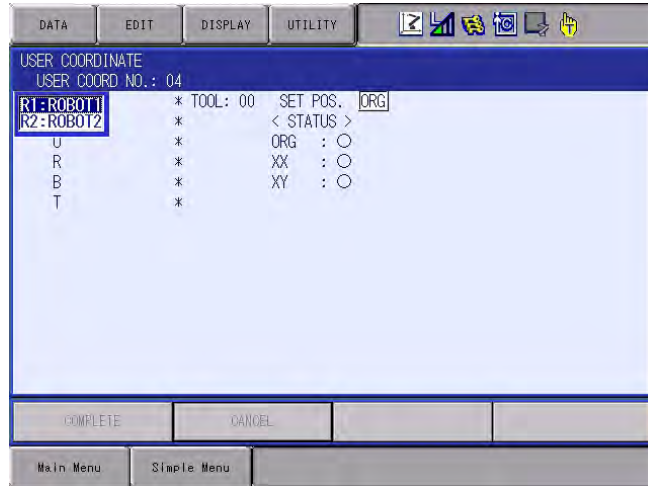 DATA EDIT DISPLAY UTILITY
USER COORDINATE
USER COORD NO.: 04
R1:ROBOT1 * TOOL: 00 SET POS. ORG
R2:ROBOT2 * < STATUS >
U * ORG : ○
R * XX : ○
B * XY : ○
T *
COMPLETE CANCEL
Main Menu Simple Menu